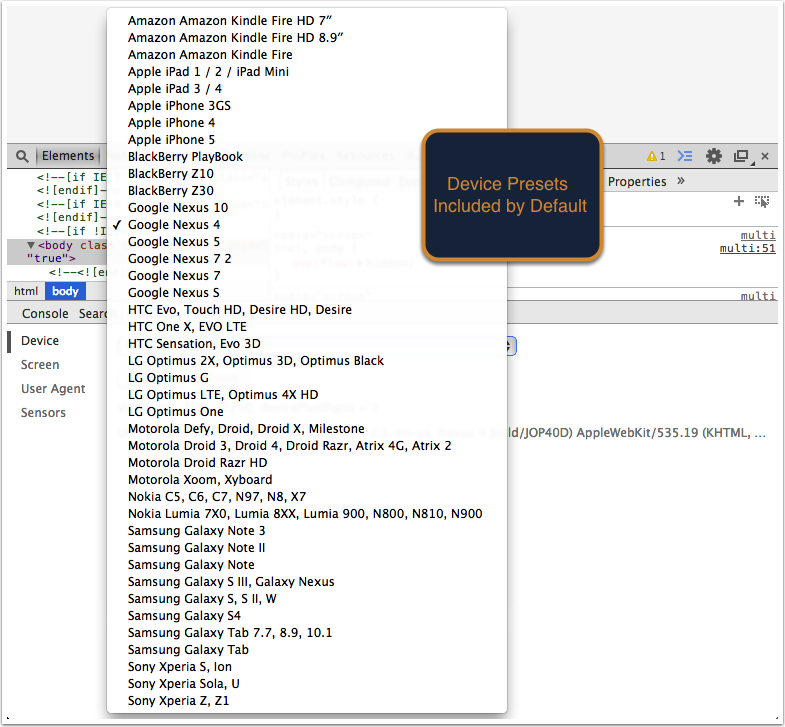 Amazon Amazon Kindle Fire HD 7″
Amazon Amazon Kindle Fire HD 8.9″
Amazon Amazon Kindle Fire
Apple iPad 1 / 2 / iPad Mini
Apple iPad 3 / 4
Apple iPhone 3GS
Apple iPhone 4
Apple iPhone 5
BlackBerry PlayBook
BlackBerry Z10
BlackBerry Z30
Google Nexus 10
✓ Google Nexus 4
Google Nexus 5
Google Nexus 7 2
Google Nexus 7
Google Nexus S
HTC Evo, Touch HD, Desire HD, Desire
HTC One X, EVO LTE
HTC Sensation, Evo 3D
LG Optimus 2X, Optimus 3D, Optimus Black
LG Optimus G
LG Optimus LTE, Optimus 4X HD
LG Optimus One
Motorola Defy, Droid, Droid X, Milestone
Motorola Droid 3, Droid 4, Droid Razr, Atrix 4G, Atrix 2
Motorola Droid Razr HD
Motorola Xoom, Xyboard
Nokia C5, C6, C7, N97, N8, X7
Nokia Lumia 7X0, Lumia 8XX, Lumia 900, N800, N810, N900
Samsung Galaxy Note 3
Samsung Galaxy Note II
Samsung Galaxy Note
Samsung Galaxy S III, Galaxy Nexus
Samsung Galaxy S, S II, W
Samsung Galaxy S4
Samsung Galaxy Tab 7.7, 8.9, 10.1
Samsung Galaxy Tab
Sony Xperia S, Ion
Sony Xperia Sola, U
Sony Xperia Z, Z1
Device Presets
Included by Default
Elements
1
<!--[if IE
<![endif]-
<!--[if IE
<![endif]-
<!--[if !I
▼<body clas
"true">
<!--<![en
html body
Console Searc
Device
Screen
User Agent
Sensors
Properties »
multi
multi:51
multi
ild/JOP40D) AppleWebKit/535.19 (KHTML, …